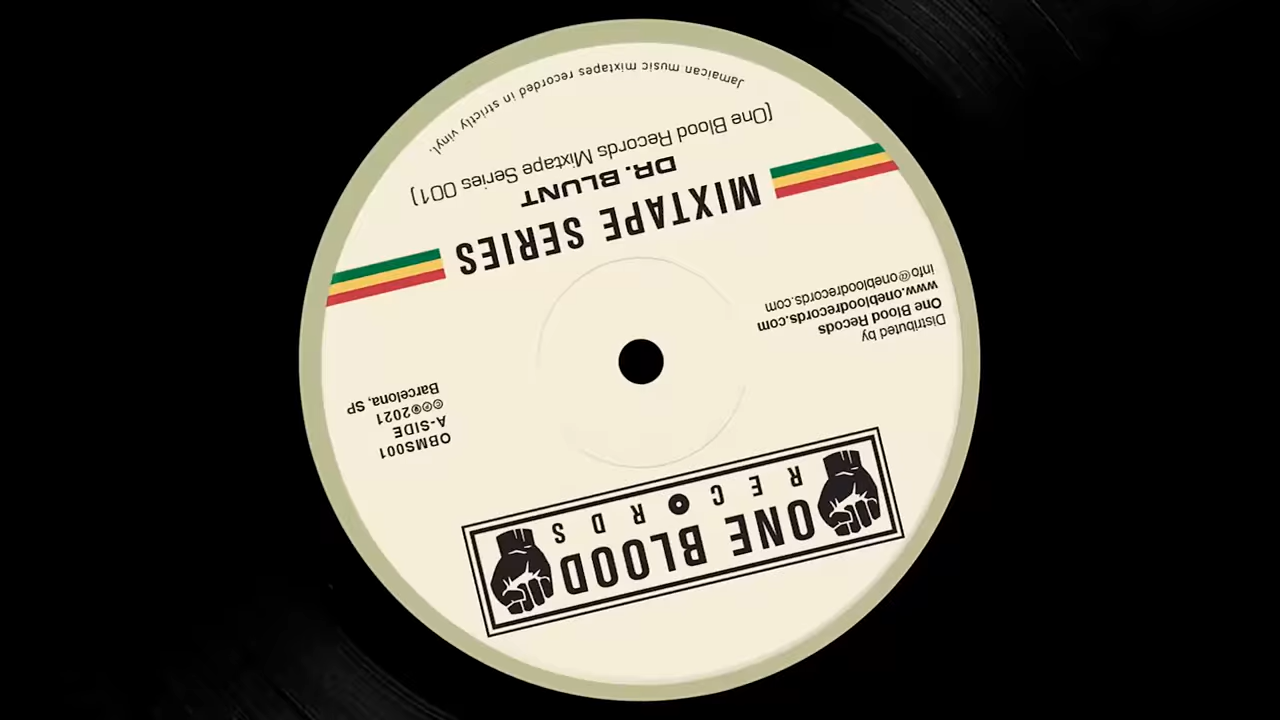 ONE BLOOD
RECORDS
OBMS001
A-SIDE
©℗®2021
Barcelona, SP
Distributed by
One Blood Recods
www.onebloodrecords.com
info@onebloodrecords.com
MIXTAPE SERIES
DR. BLUNT
(One Blood Records Mixtape Series 001)
Jamaican music mixtapes recorded in strictly vinyl.